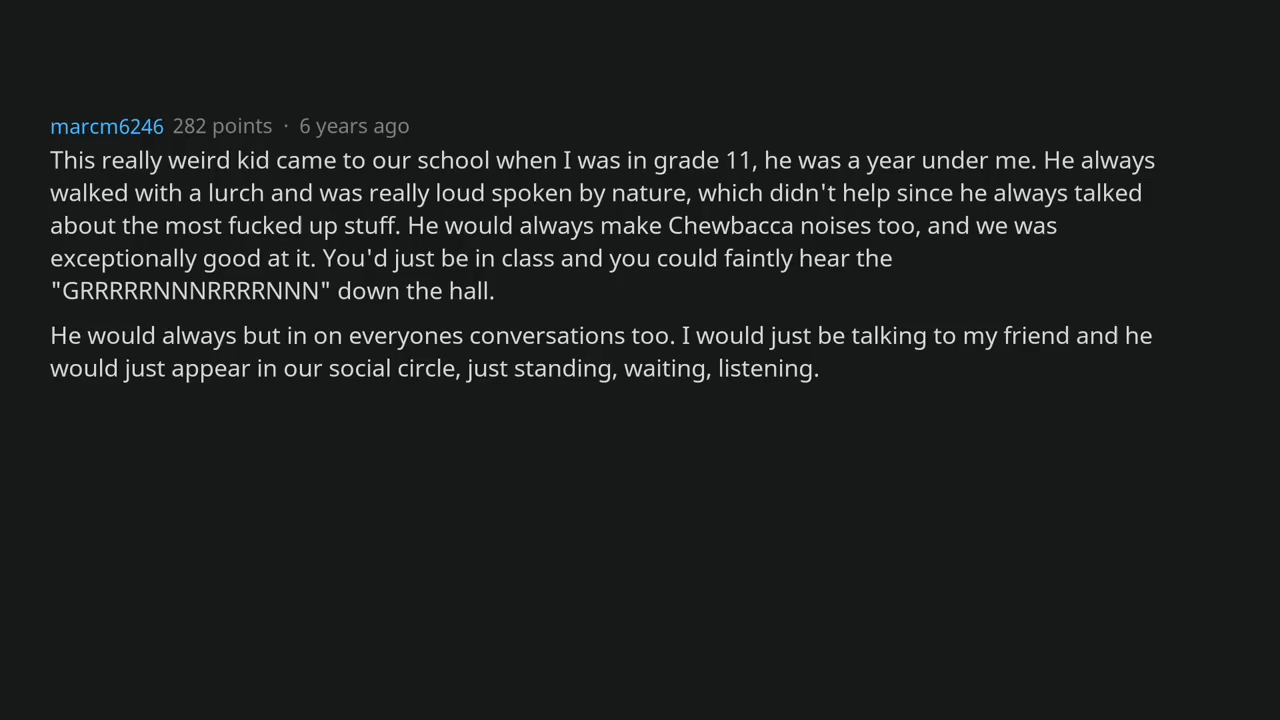 marcm6246 282 points · 6 years ago
This really weird kid came to our school when I was in grade 11, he was a year under me. He always
walked with a lurch and was really loud spoken by nature, which didn't help since he always talked
about the most fucked up stuff. He would always make Chewbacca noises too, and we was
exceptionally good at it. You'd just be in class and you could faintly hear the
"GRRRRRNNNRRRRNNN" down the hall.
He would always but in on everyones conversations too. I would just be talking to my friend and he
would just appear in our social circle, just standing, waiting, listening.